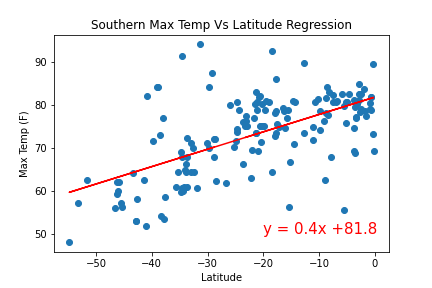 Southern Max Temp Vs Latitude Regression
Max Temp (F)
90
80
70
60
50
y = 0.4x +81.8
−50 −40 −30 −20 −10 0
Latitude